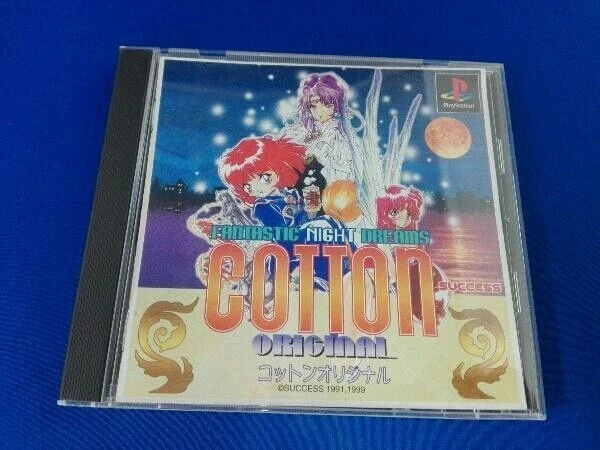 PlayStation
FANTASTIC NIGHT DREAMS
COTTON
SUCCESS
ORIGINAL
コットンオリジナル
©SUCCESS 1991,1999